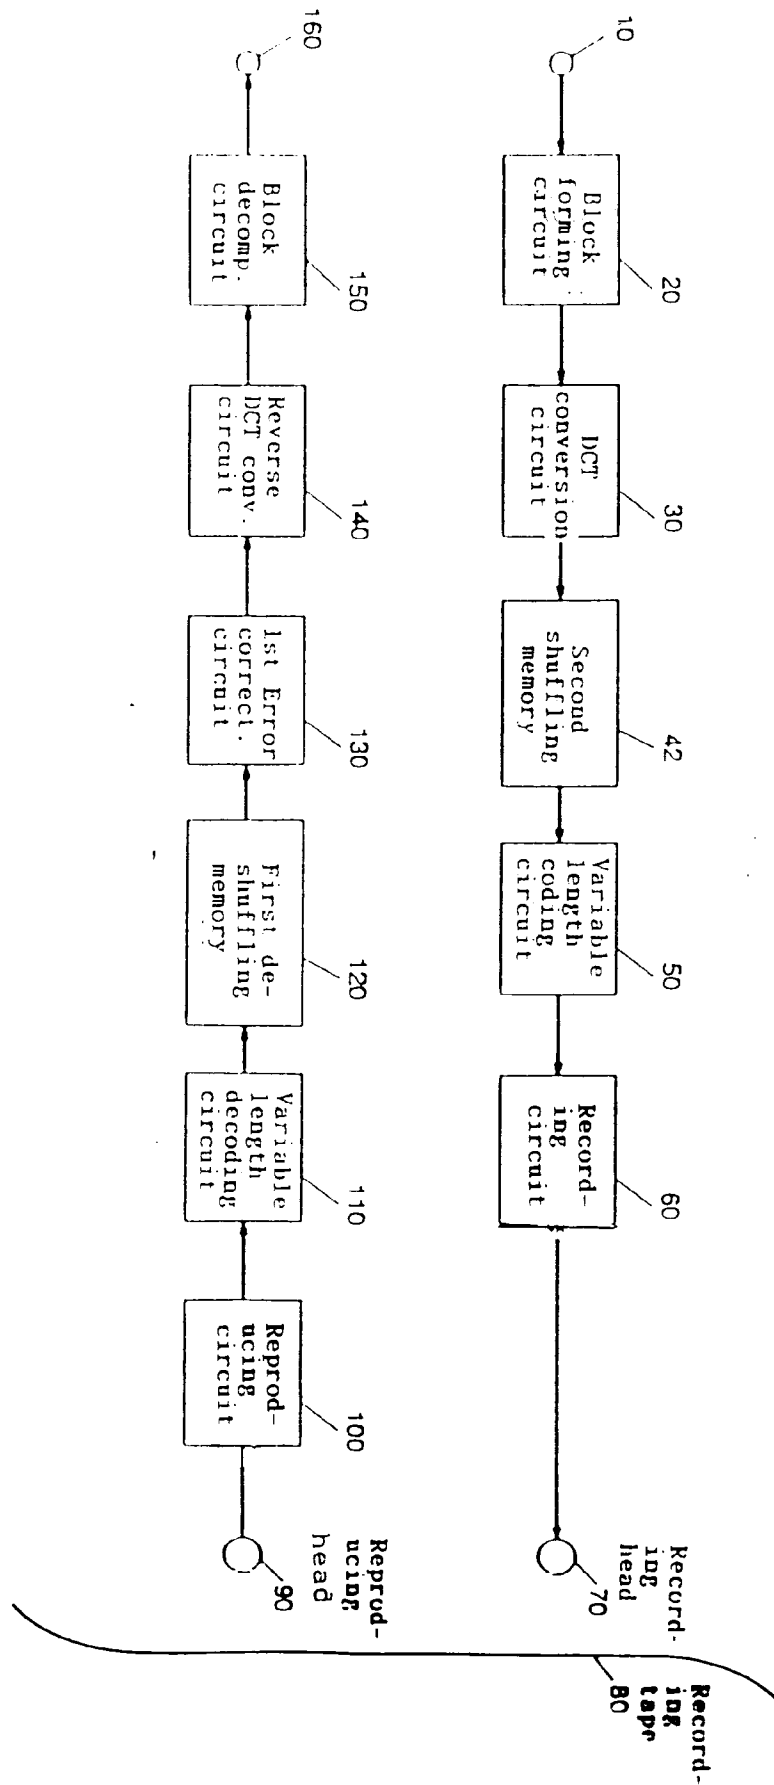 10
20
Block
forming
circuit
30
DCT
conversion
circuit
42
Second
shuffling
memory
50
Variable
length
coding
circuit
60
Record-
ing
circuit
Record-
ing
head
70
Record-
ing
tape
80
160
150
Block
decomp.
circuit
140
Reverse
DCT conv.
circuit
130
1st Error
correct.
circuit
120
First de-
shuffling
memory
110
Variable
length
decoding
circuit
100
Reprod-
ucing
circuit
Reprod-
ucing
head
90